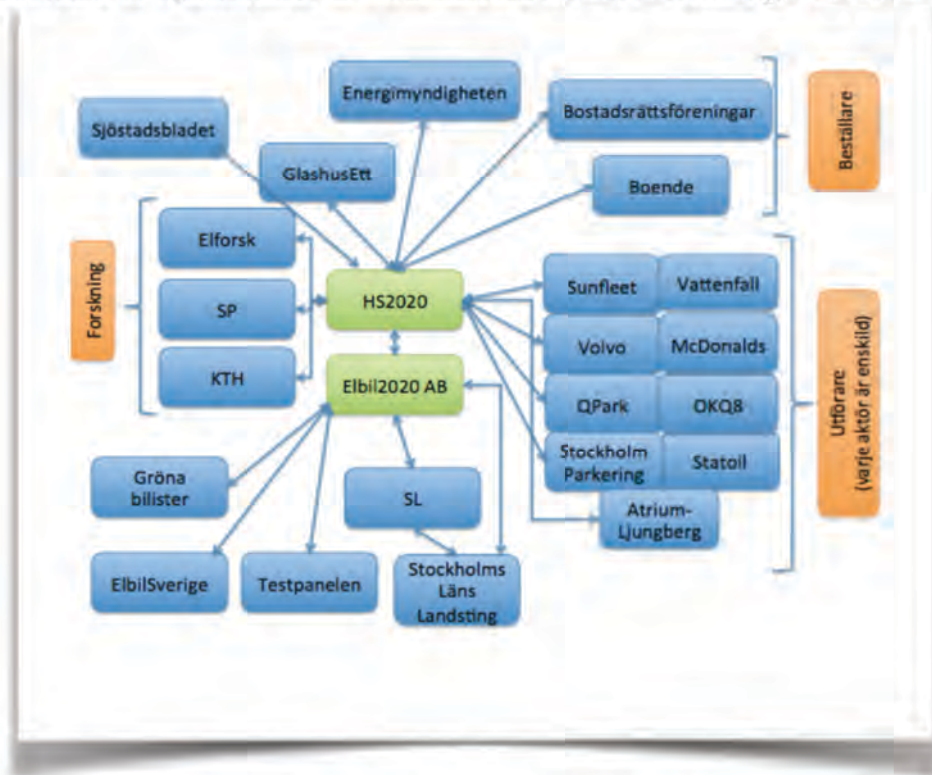 Energimyndigheten
Bostadsrättsföreningar
Beställare
Sjöstadsbladet
GlashusEtt
Boende
Forskning
Elforsk
SP
KTH
HS2020
Elbil2020 AB
Sunfleet
Vattenfall
Volvo
McDonalds
QPark
OKQ8
Stockholm
Parkering
Statoil
Atrium-
Ljungberg
Utförare
(varje aktör är enskild)
Gröna
bilister
SL
ElbilSverige
Testpanelen
Stockholms
Läns
Landsting